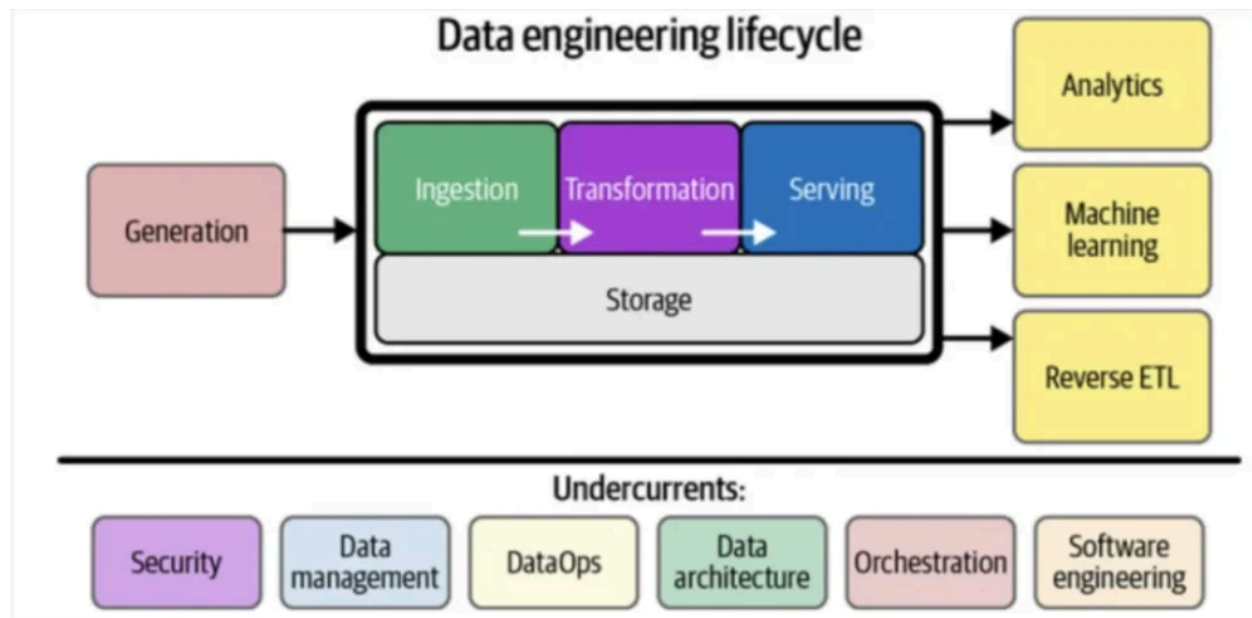 Data engineering lifecycle
Generation
Ingestion
Transformation
Serving
Storage
Analytics
Machine
learning
Reverse ETL
Undercurrents:
Security
Data
management
DataOps
Data
architecture
Orchestration
Software
engineering